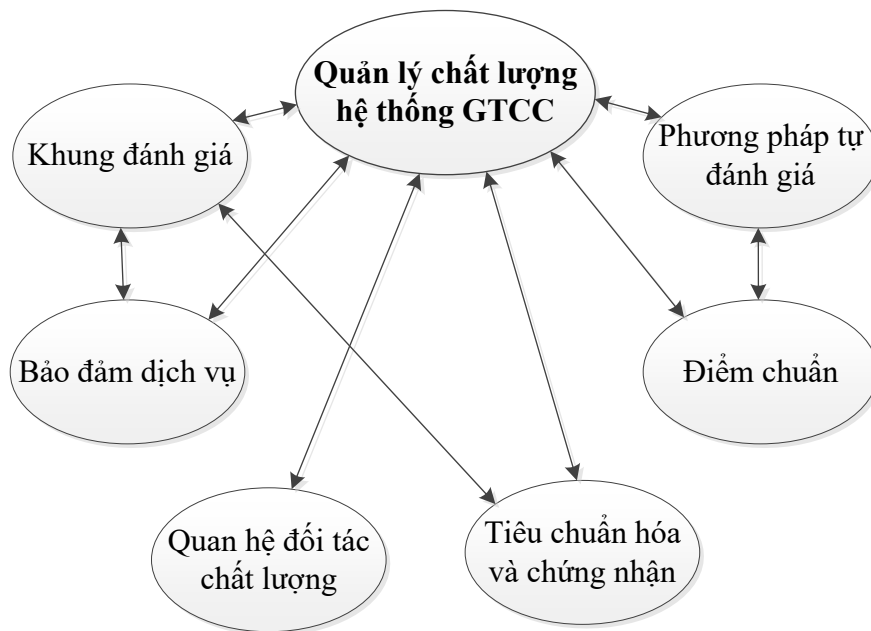 Quản lý chất lượng
hệ thống GTCC
Khung đánh giá
Phương pháp tự
đánh giá
Bảo đảm dịch vụ
Điểm chuẩn
Quan hệ đối tác
chất lượng
Tiêu chuẩn hóa
và chứng nhận